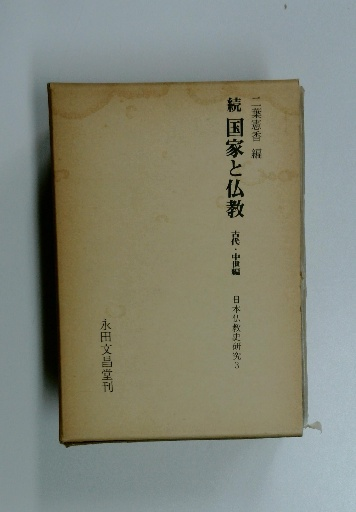 二葉憲香 編
続 国家と仏教 古代・中世編
日本仏教史研究3
永田文昌堂刊